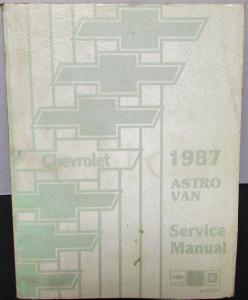 Chevrolet
1987
ASTRO
VAN
Service
Manual